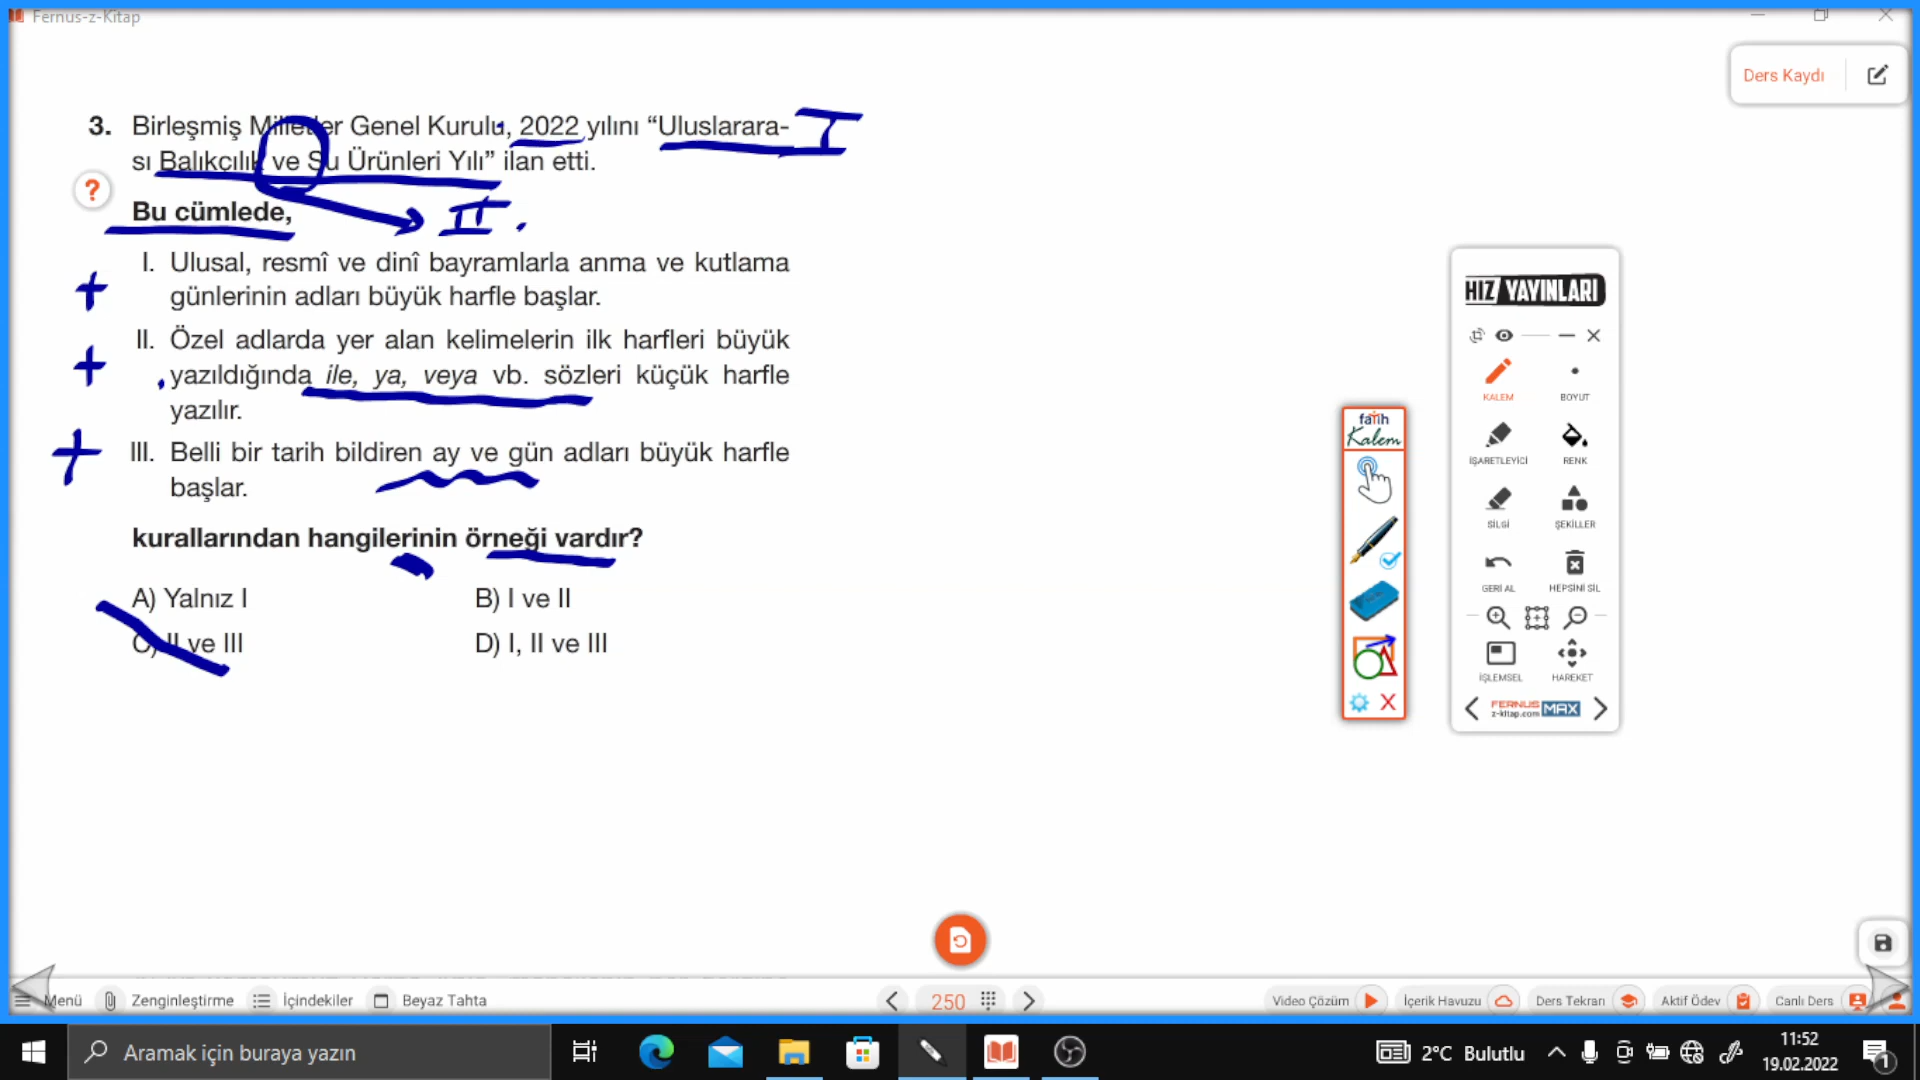 Fernus-z-Kitap
Ders Kaydı
3. Birleşmiş Milletler Genel Kurulu, 2022 yılını “Uluslarara-
sı Balıkçılık ve Su Ürünleri Yılı” ilan etti.
I
?
Bu cümlede,
II.
I. Ulusal, resmî ve dinî bayramlarla anma ve kutlama
günlerinin adları büyük harfle başlar.
II. Özel adlarda yer alan kelimelerin ilk harfleri büyük
yazıldığında ile, ya, veya vb. sözleri küçük harfle
yazılır.
III. Belli bir tarih bildiren ay ve gün adları büyük harfle
başlar.
+
+
+
kurallarından hangilerinin örneği vardır?
A) Yalnız I B) I ve II
C) II ve III D) I, II ve III
fatih
Kalem
HIZ YAYINLARI
KALEM BOYUT
İŞARETLEYİCİ RENK
SİLGİ ŞEKİLLER
GERİ AL HEPSİNİ SİL
İŞLEMSEL HAREKET
FERNUS
z-kitap.com MAX
Menü Zenginleştirme İçindekiler Beyaz Tahta 250 Video Çözüm İçerik Havuzu Ders Tekrarı Aktif Ödev Canlı Ders
Aramak için buraya yazın
2°C Bulutlu
11:52
19.02.2022
1